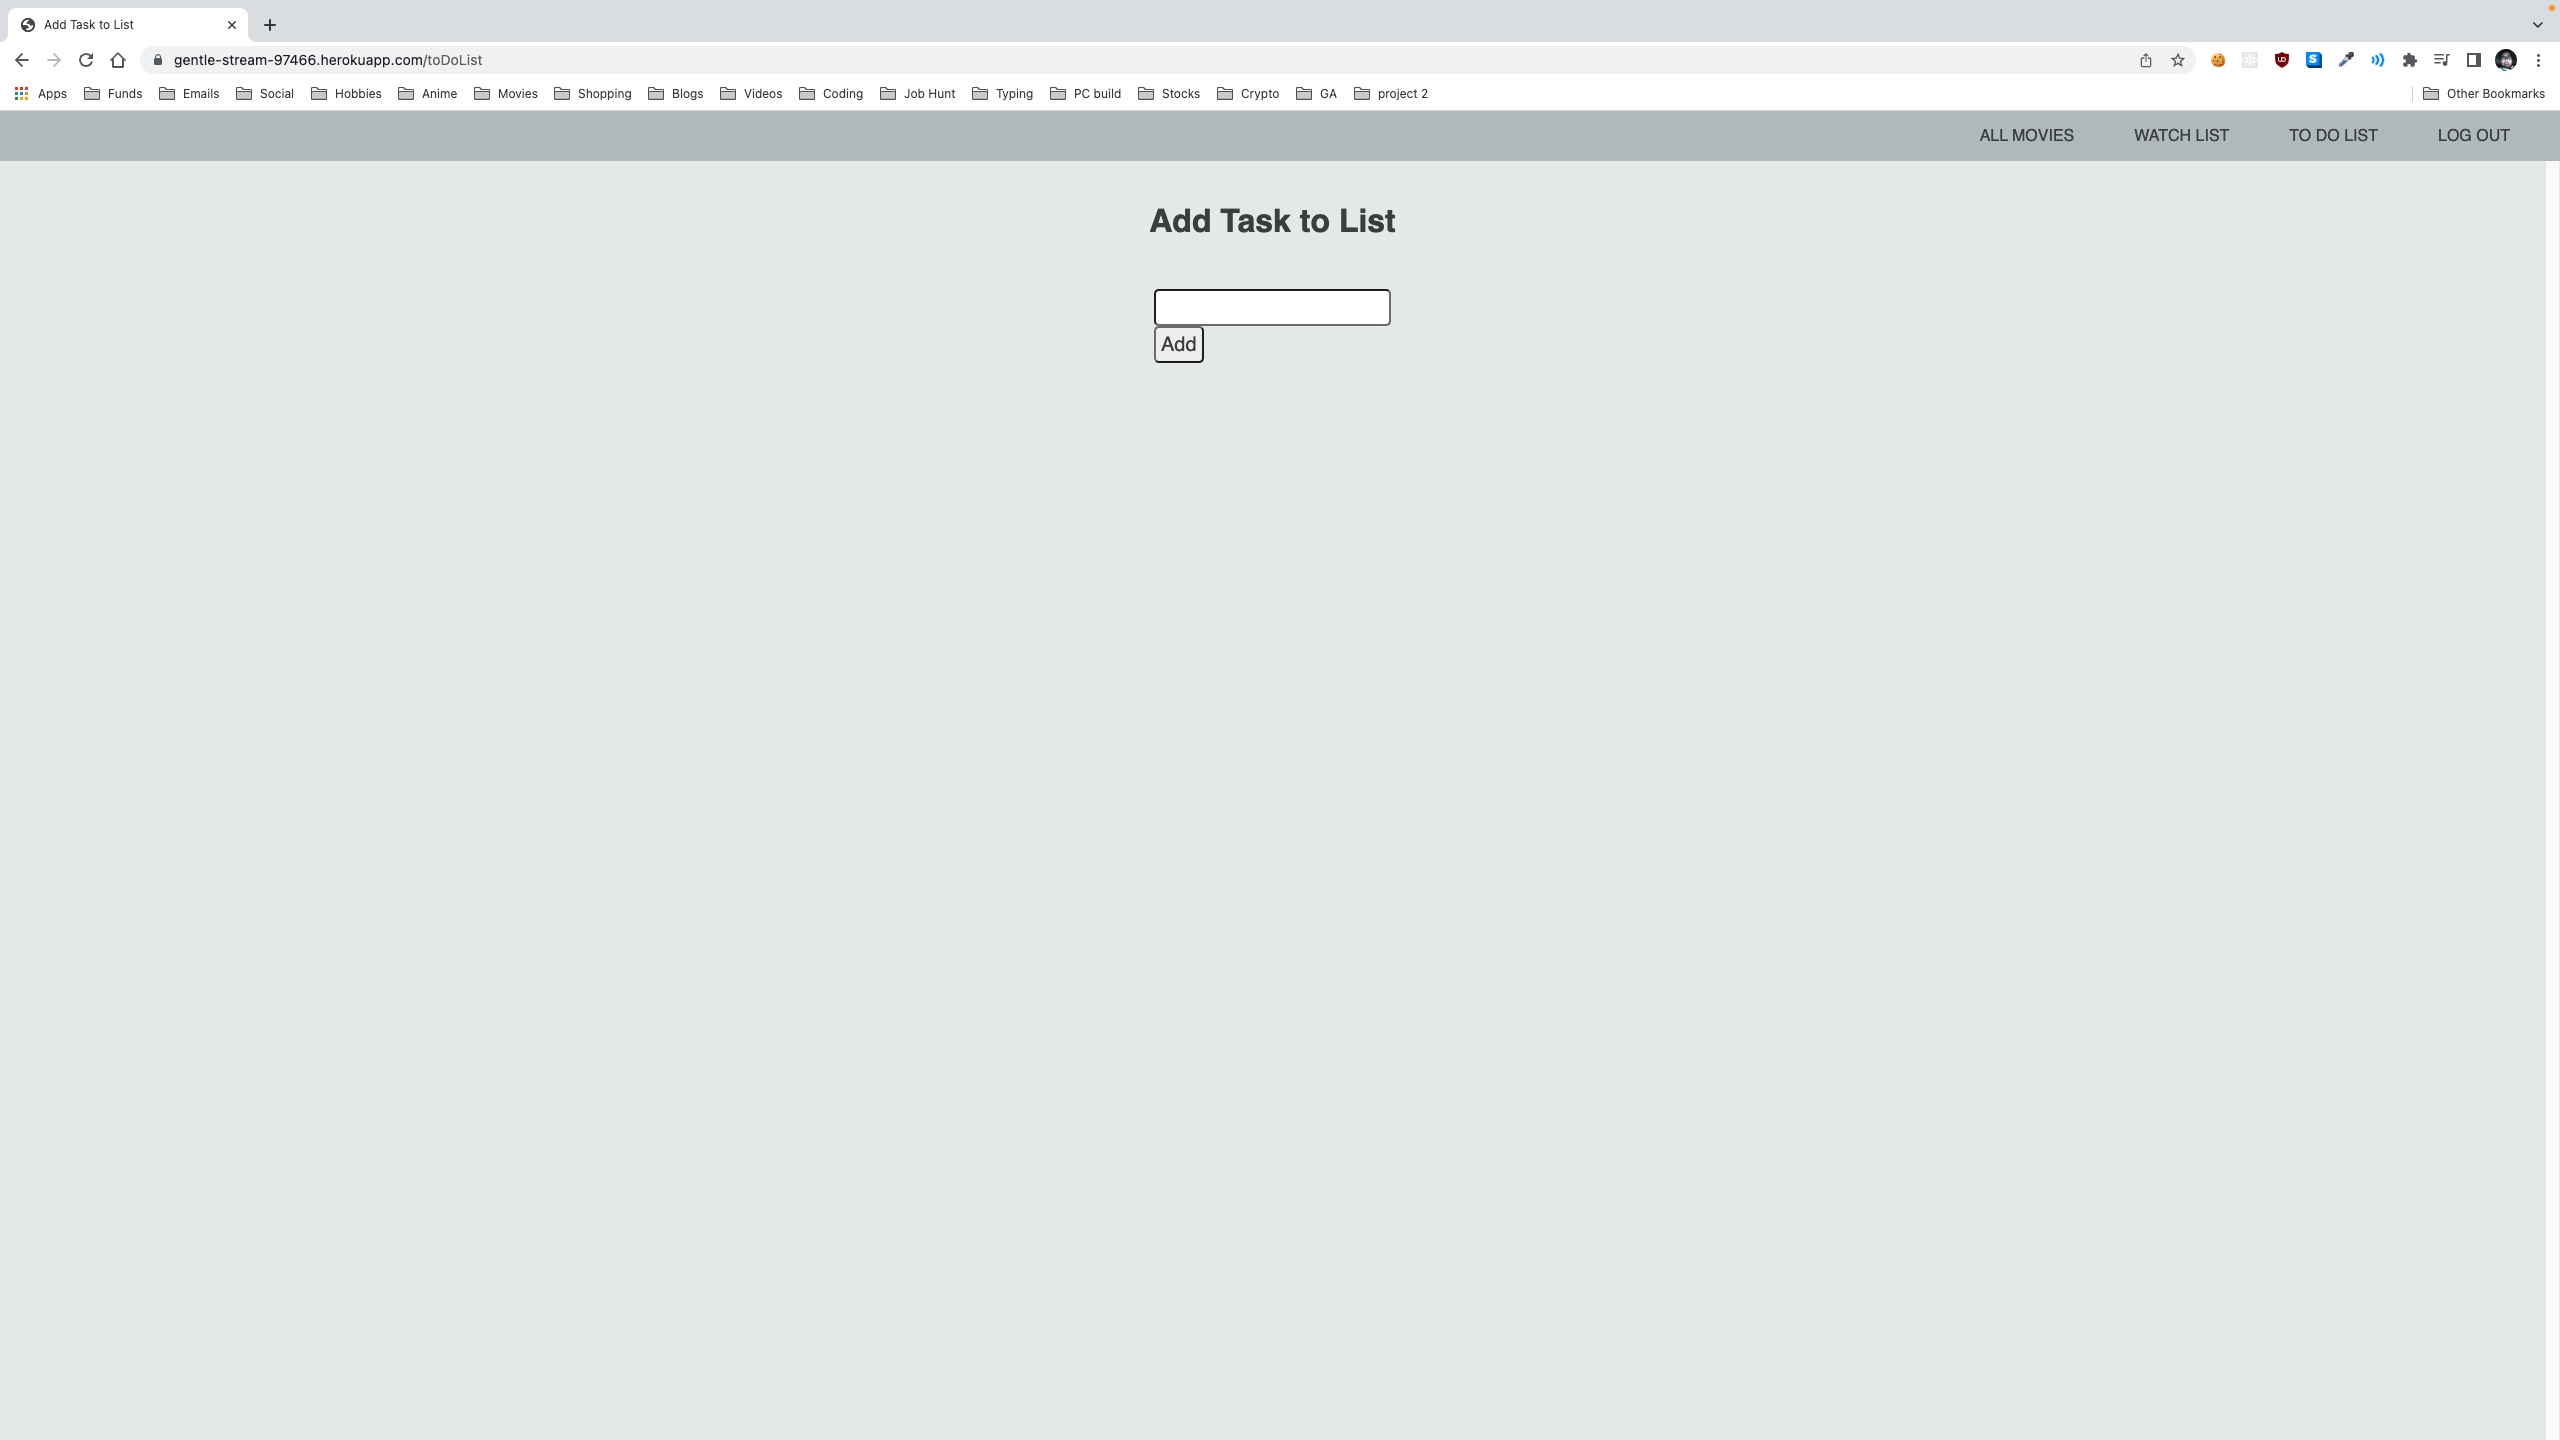 Add Task to List
gentle-stream-97466.herokuapp.com/toDoList
Apps Funds Emails Social Hobbies Anime Movies Shopping Blogs Videos Coding Job Hunt Typing PC build Stocks Crypto GA project 2 Other Bookmarks
ALL MOVIES WATCH LIST TO DO LIST LOG OUT
Add Task to List
Add